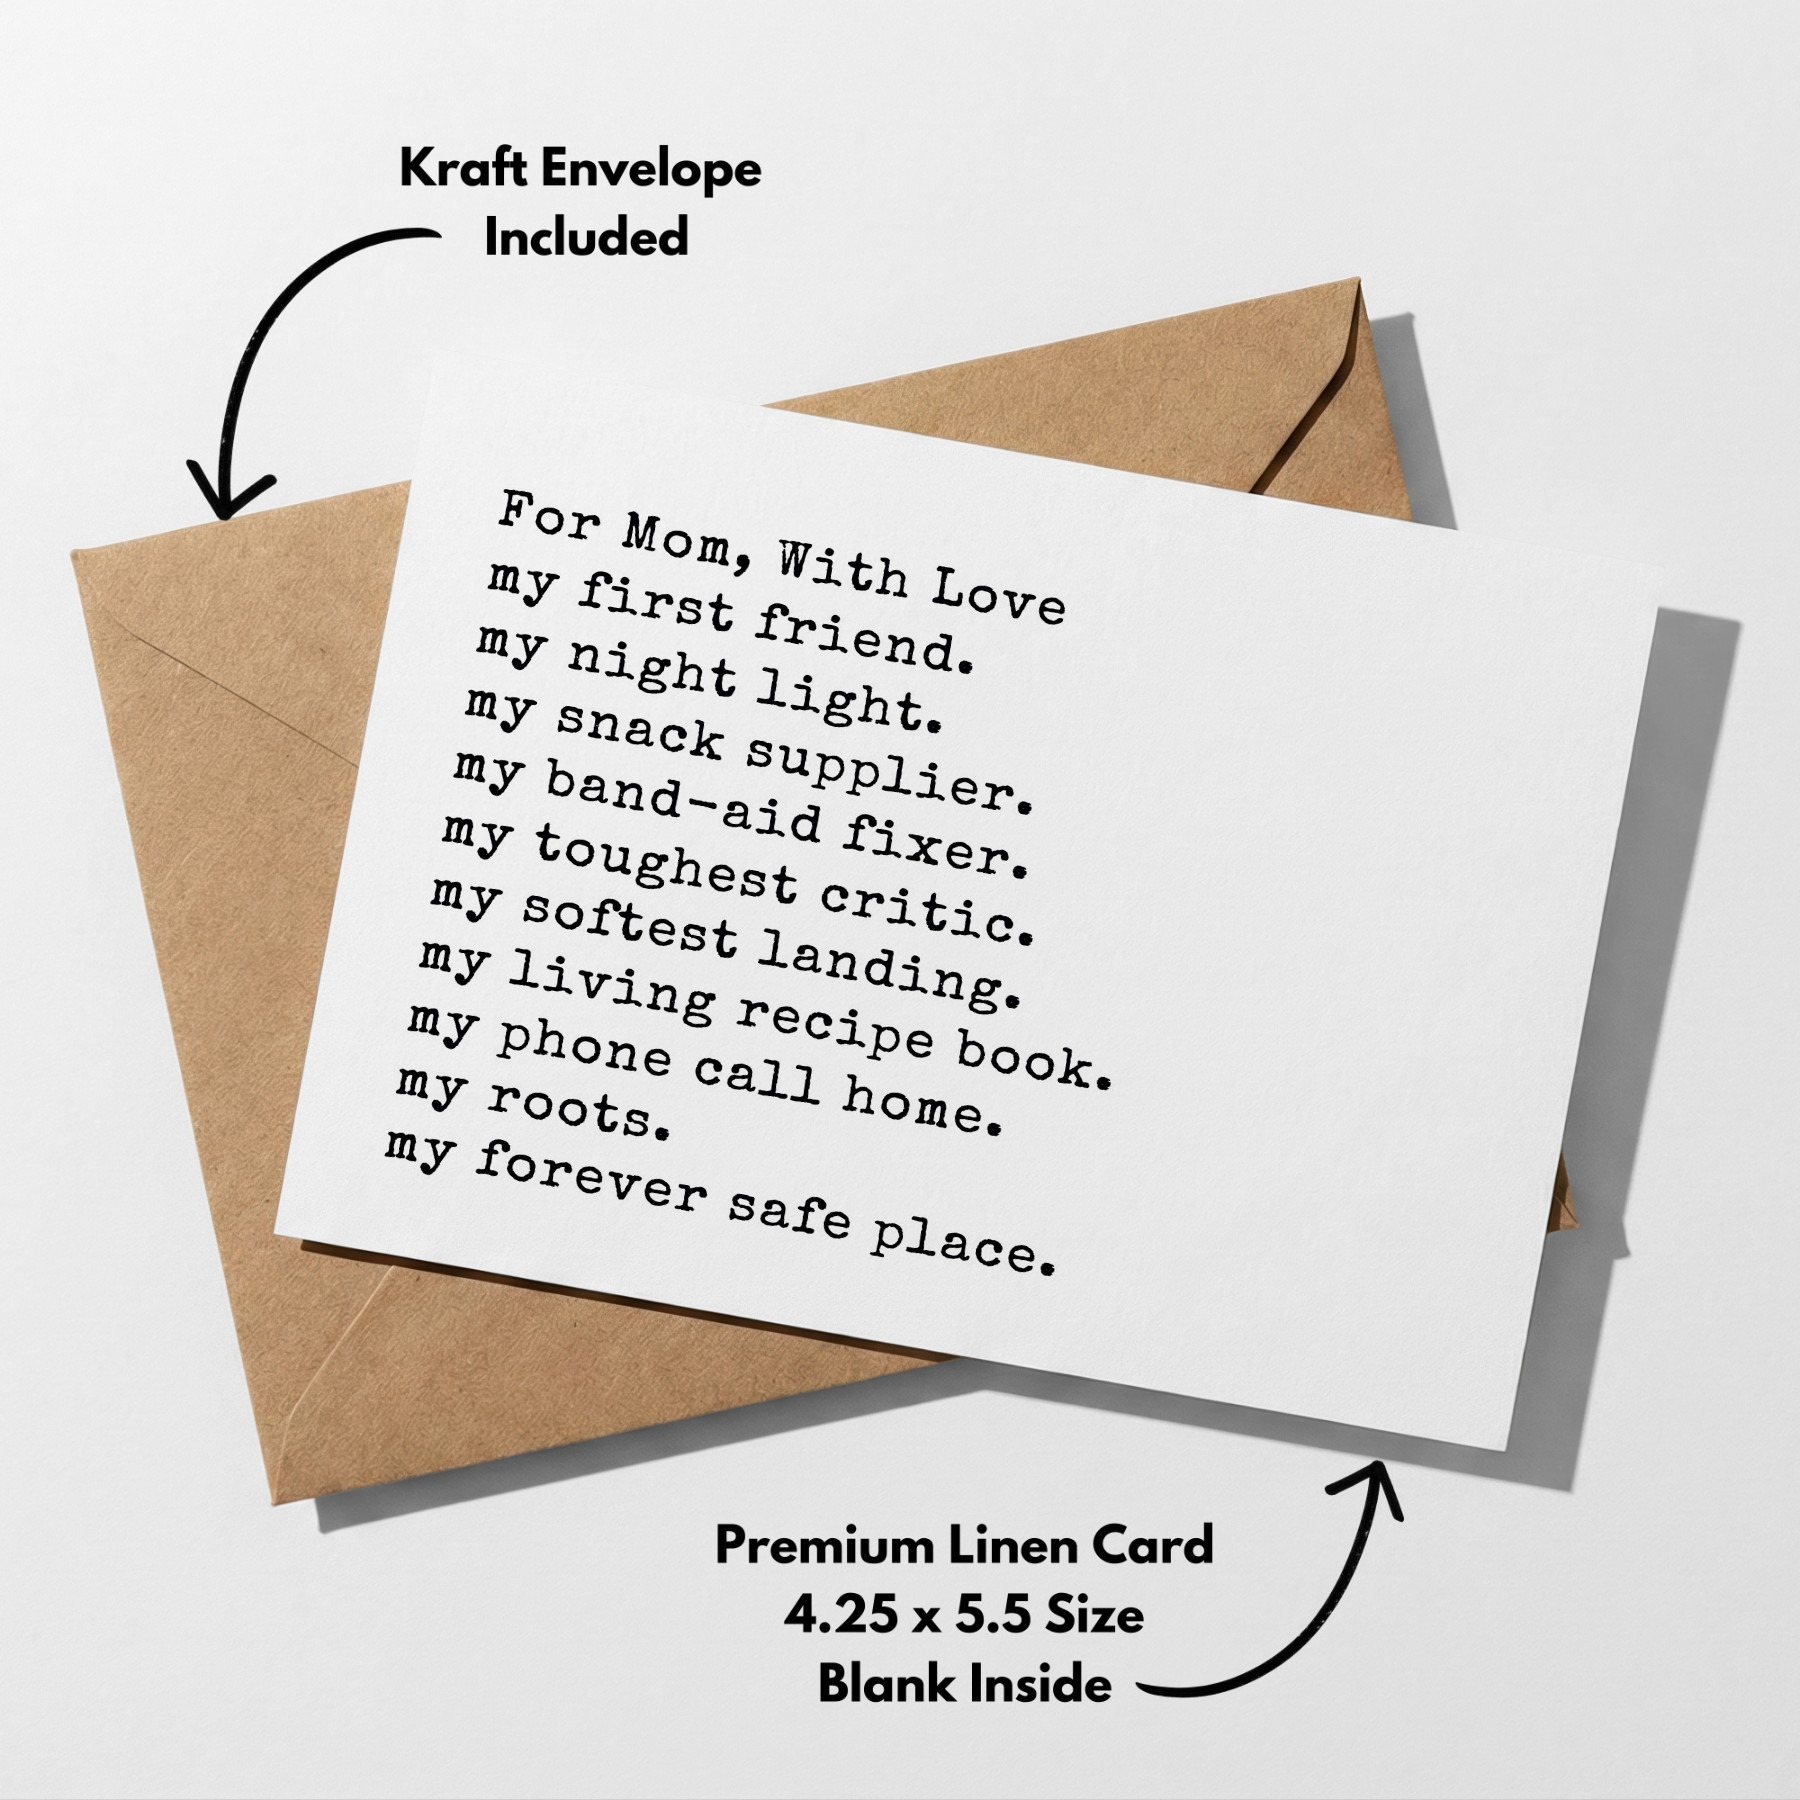 Kraft Envelope
Included
For Mom, With Love
my first friend.
my night light.
my snack supplier.
my band-aid fixer.
my toughest critic.
my softest landing.
my living recipe book.
my phone call home.
my roots.
my forever safe place.
Premium Linen Card
4.25 x 5.5 Size
Blank Inside